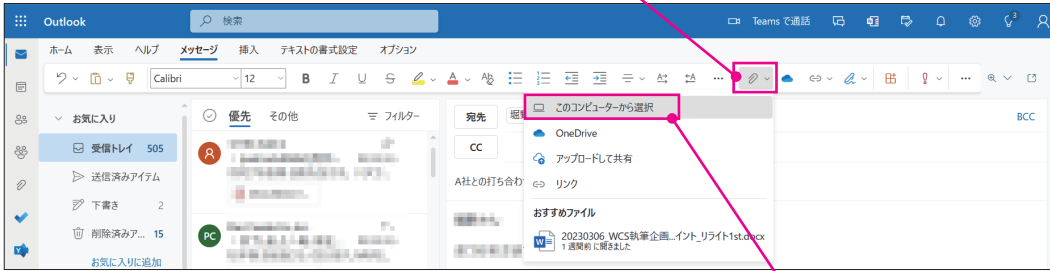 Outlook
検索
Teams で通話
3
ホーム 表示 ヘルプ メッセージ 挿入 テキストの書式設定 オプション
Calibri 12 B I U S A
お気に入り
受信トレイ 505
送信済みアイテム
下書き 2
削除済みア... 15
お気に入りに追加
優先 その他 フィルター
R
PC
宛先
BCC
CC
A社との打ち合わ
このコンピューターから選択
OneDrive
アップロードして共有
リンク
おすすめファイル
20230306_WCS執筆企画...イント_リライト1st.docx
1 週間前 に開きました